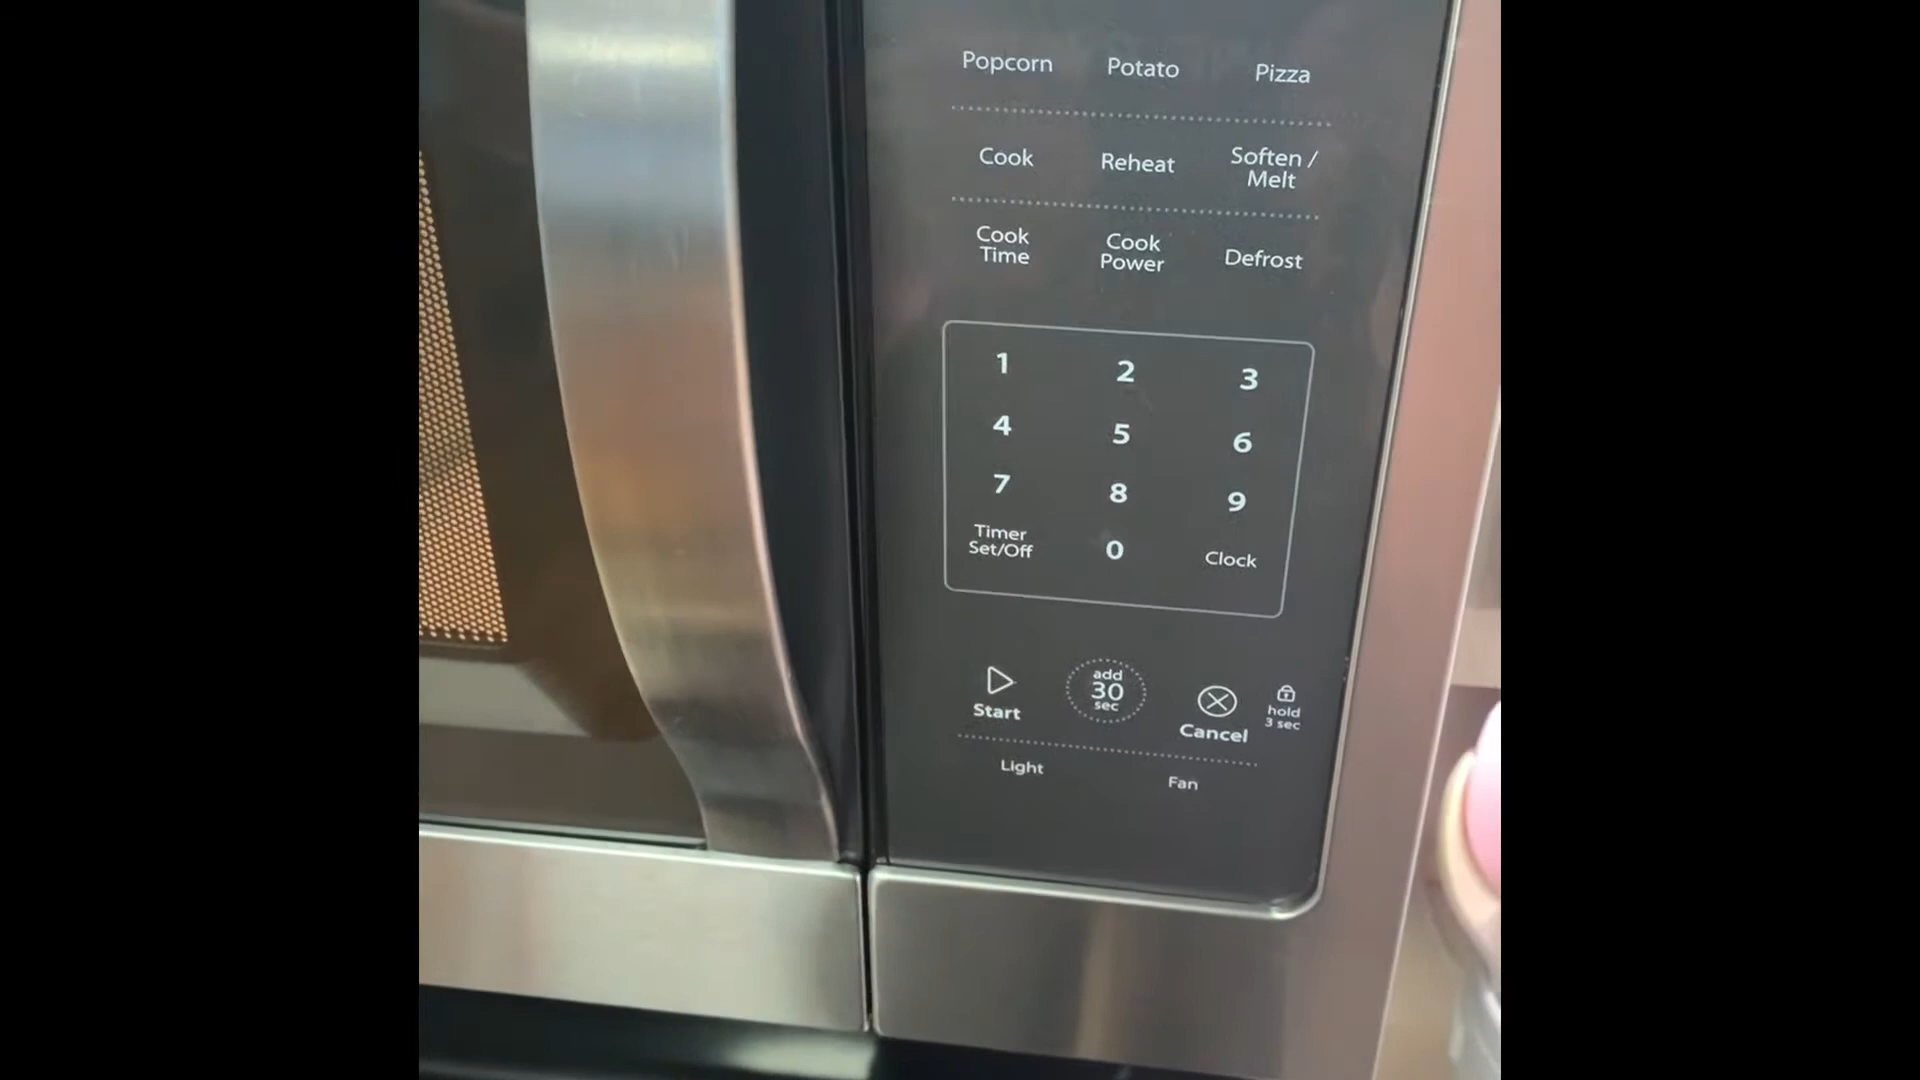 Popcorn Potato Pizza
Cook Reheat Soften /
Melt
Cook Time Cook Power Defrost
1 2 3
4 5 6
7 8 9
Timer Set/Off 0 Clock
Start add 30 sec Cancel hold 3 sec
Light Fan